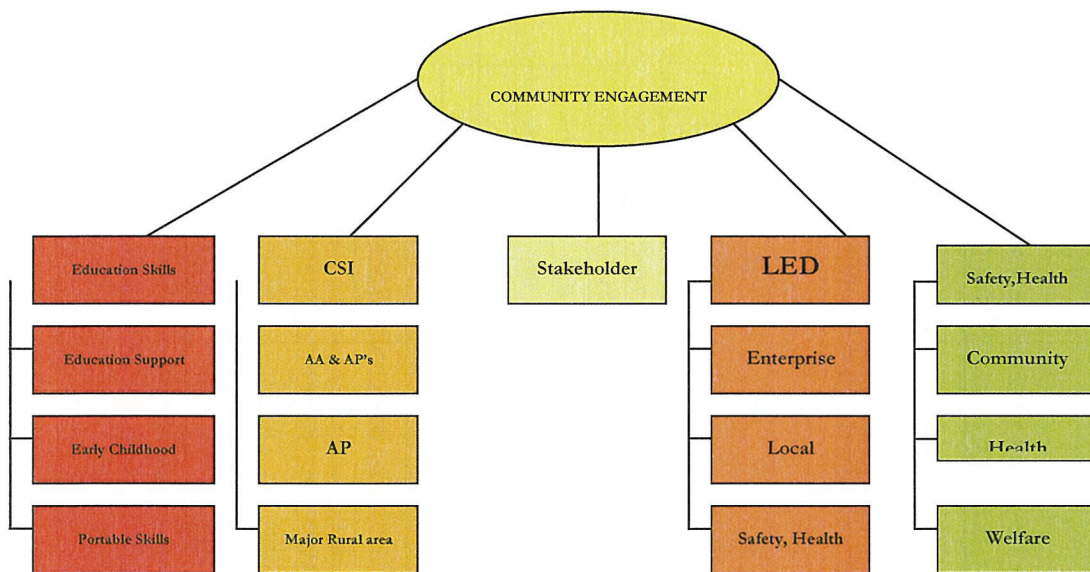 COMMUNITY ENGAGEMENT
Education Skills
CSI
Stakeholder
LED
Safety,Health
Education Support
AA & AP's
Enterprise
Community
Early Childhood
AP
Local
Health
Portable Skills
Major Rural area
Safety, Health
Welfare